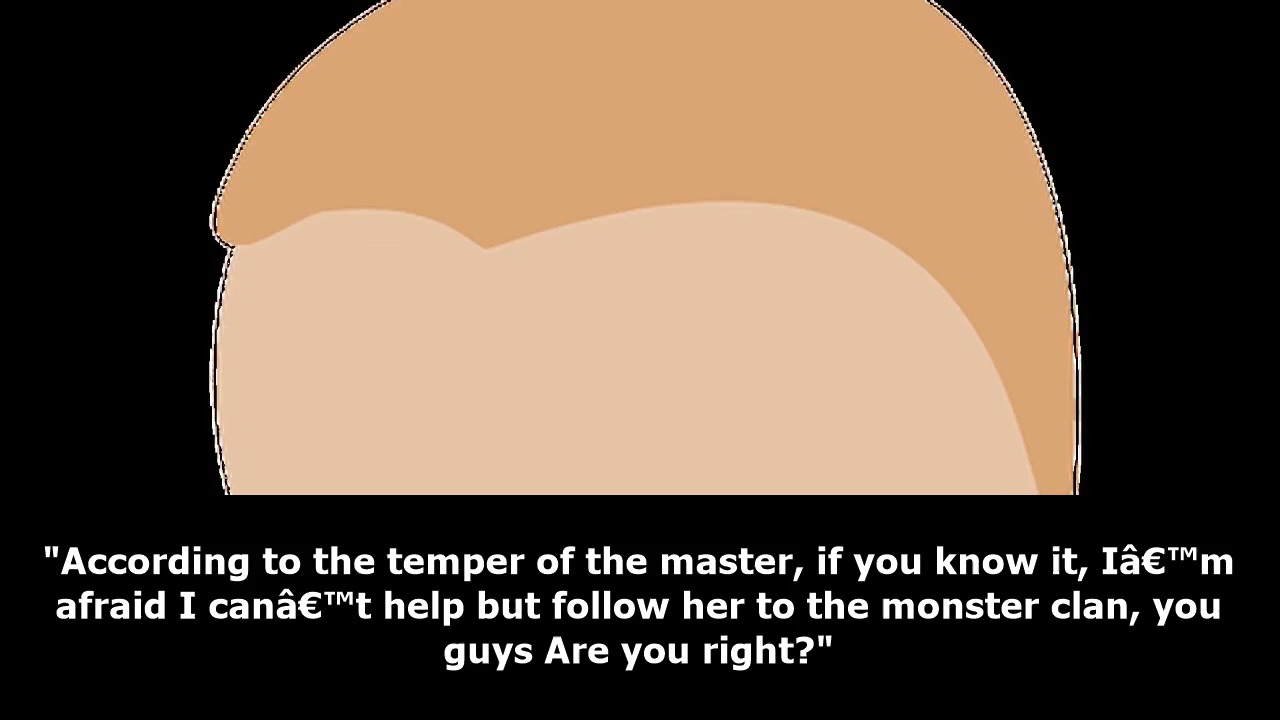 "According to the temper of the master, if you know it, Iâ€™m
afraid I canâ€™t help but follow her to the monster clan, you
guys Are you right?"